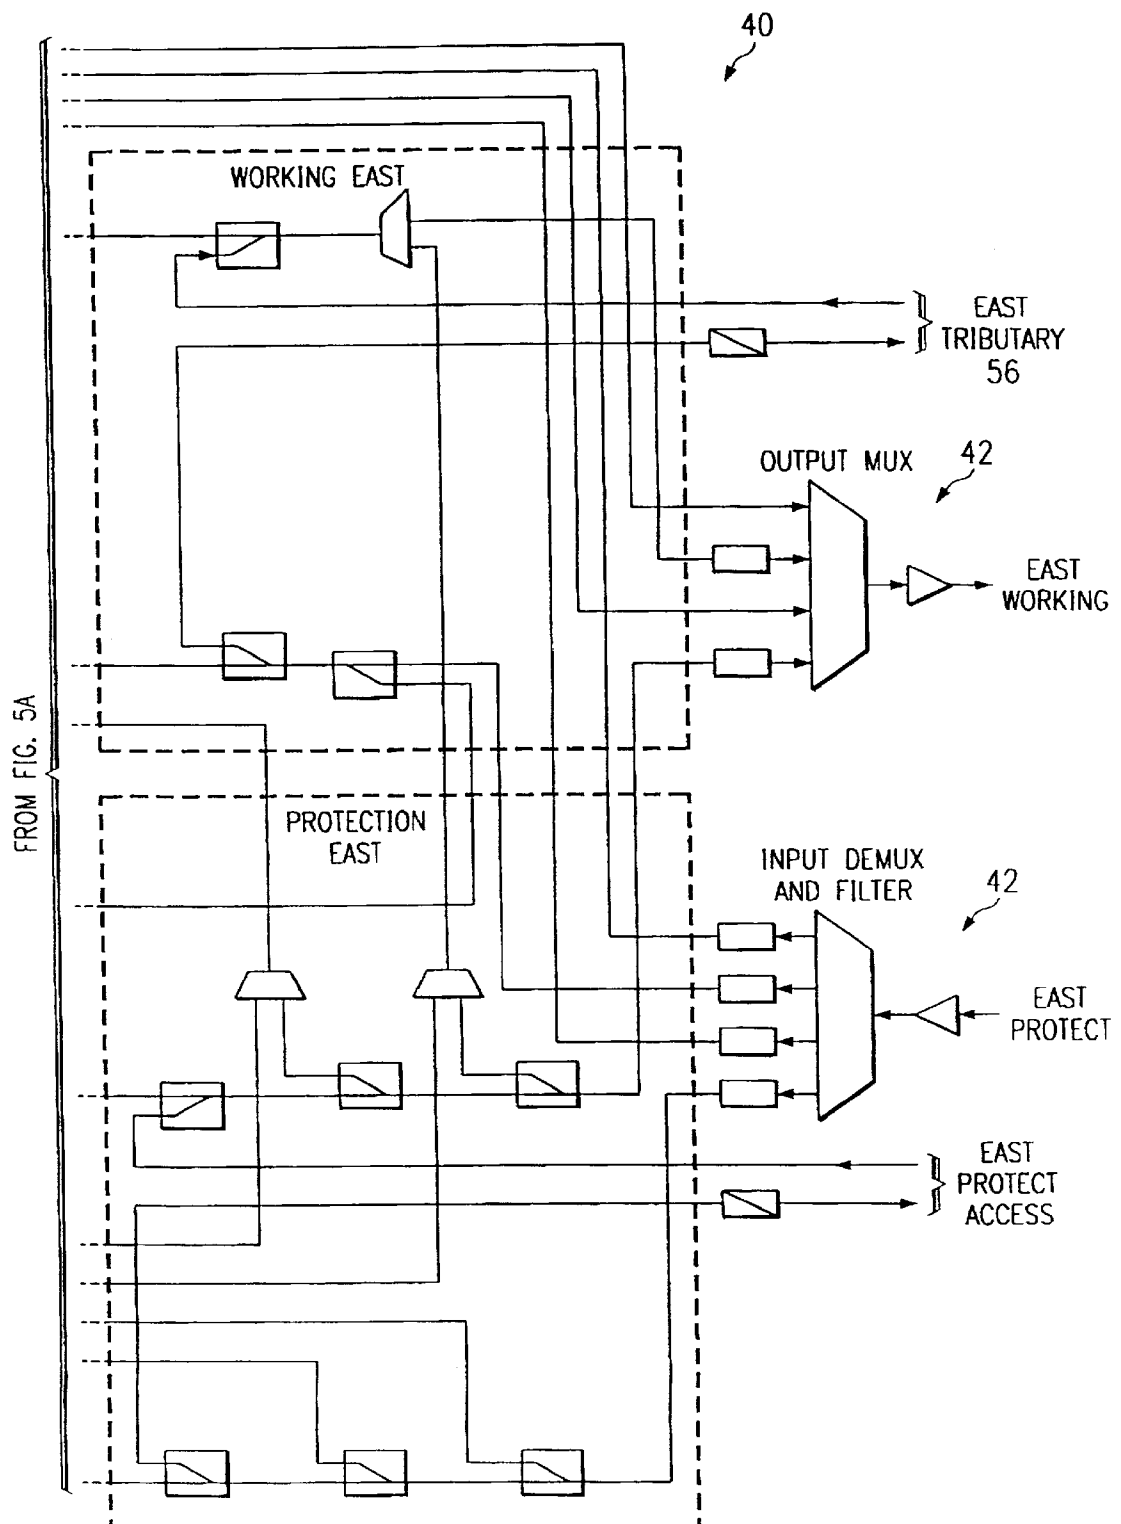 40
WORKING EAST
EAST
TRIBUTARY
56
OUTPUT MUX
42
EAST
WORKING
FROM FIG. 5A
PROTECTION
EAST
INPUT DEMUX
AND FILTER
42
EAST
PROTECT
EAST
PROTECT
ACCESS